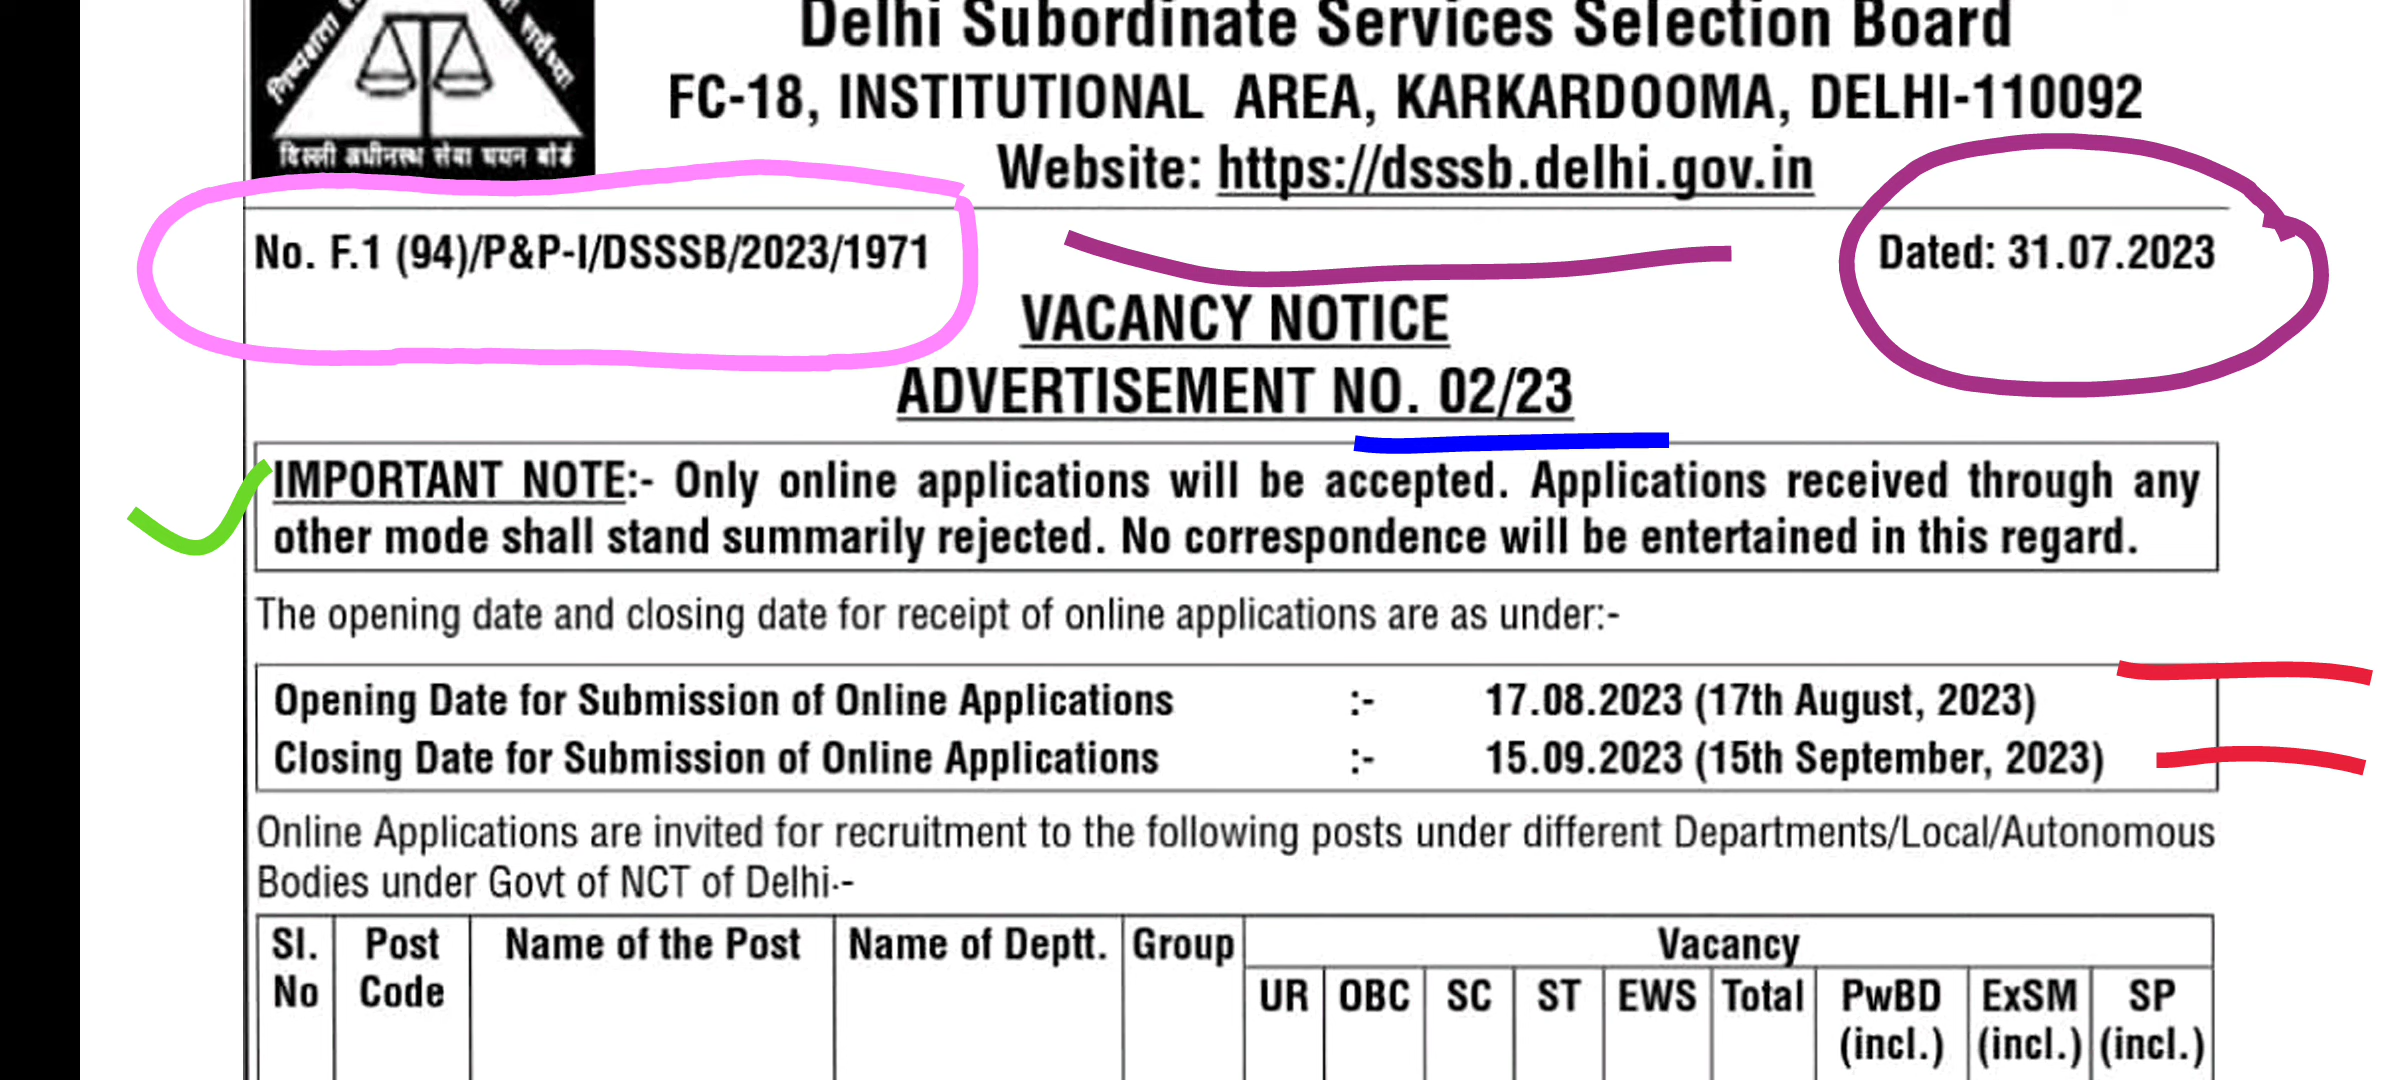 Delhi Subordinate Services Selection Board
FC-18, INSTITUTIONAL AREA, KARKARDOOMA, DELHI-110092
दिल्ली अधीनस्थ सेवा चयन बोर्ड
Website: https://dsssb.delhi.gov.in
No. F.1 (94)/P&P-I/DSSSB/2023/1971
Dated: 31.07.2023
VACANCY NOTICE
ADVERTISEMENT NO. 02/23
IMPORTANT NOTE:- Only online applications will be accepted. Applications received through any
other mode shall stand summarily rejected. No correspondence will be entertained in this regard.
The opening date and closing date for receipt of online applications are as under:-
Opening Date for Submission of Online Applications :- 17.08.2023 (17th August, 2023)
Closing Date for Submission of Online Applications :- 15.09.2023 (15th September, 2023)
Online Applications are invited for recruitment to the following posts under different Departments/Local/Autonomous
Bodies under Govt of NCT of Delhi:-
Sl. Post Name of the Post Name of Deptt. Group Vacancy
No Code UR OBC SC ST EWS Total PwBD ExSM SP
(incl.) (incl.) (incl.)